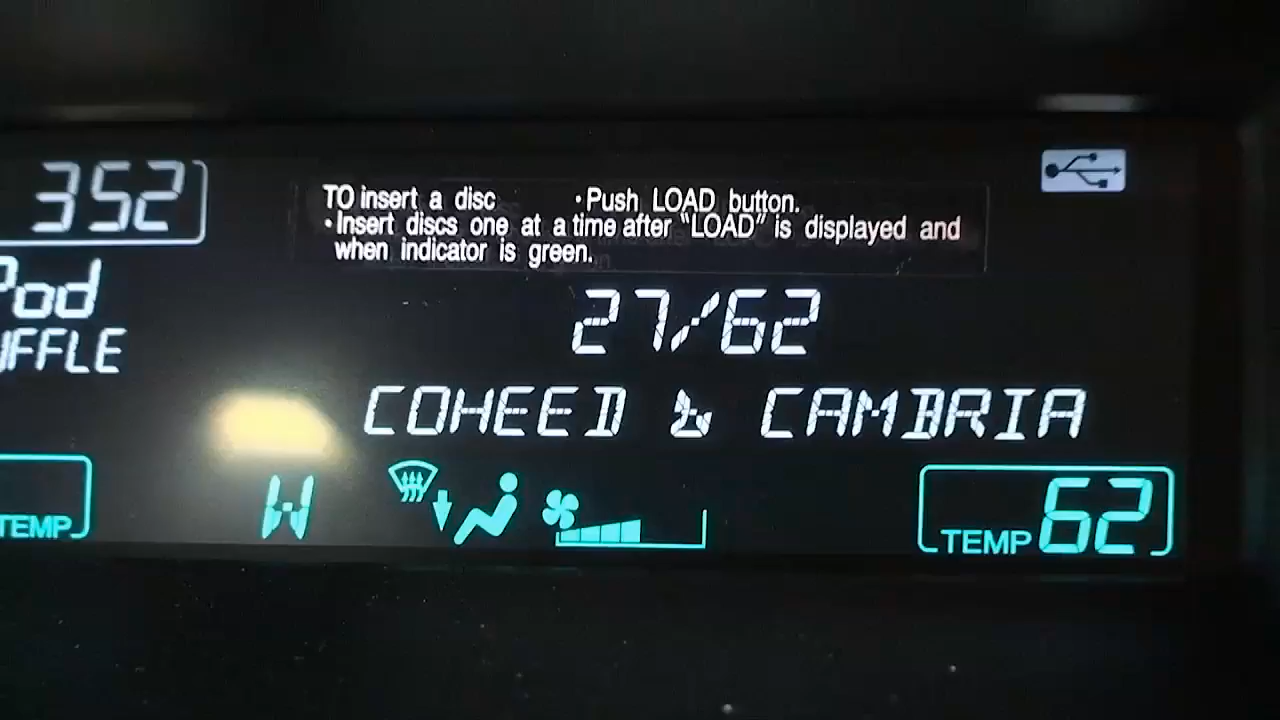 352
TO insert a disc ·Push LOAD button.
·Insert discs one at a time after "LOAD" is displayed and
when indicator is green.
Pod
27/62
UFFLE
COHEED & CAMBRIA
W
TEMP
TEMP 62